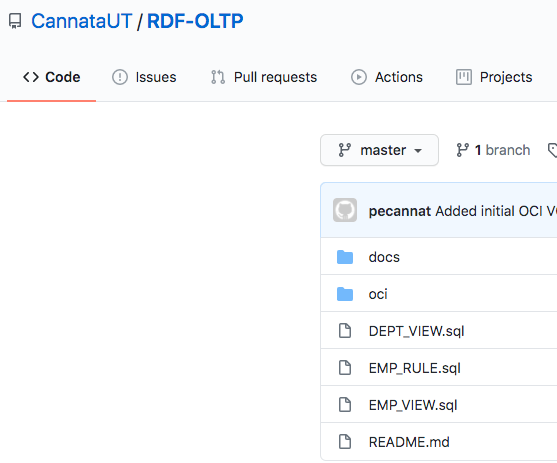 CannataUT / RDF-OLTP
Code Issues Pull requests Actions Projects
master 1 branch
pecannat Added initial OCI
docs
oci
DEPT_VIEW.sql
EMP_RULE.sql
EMP_VIEW.sql
README.md